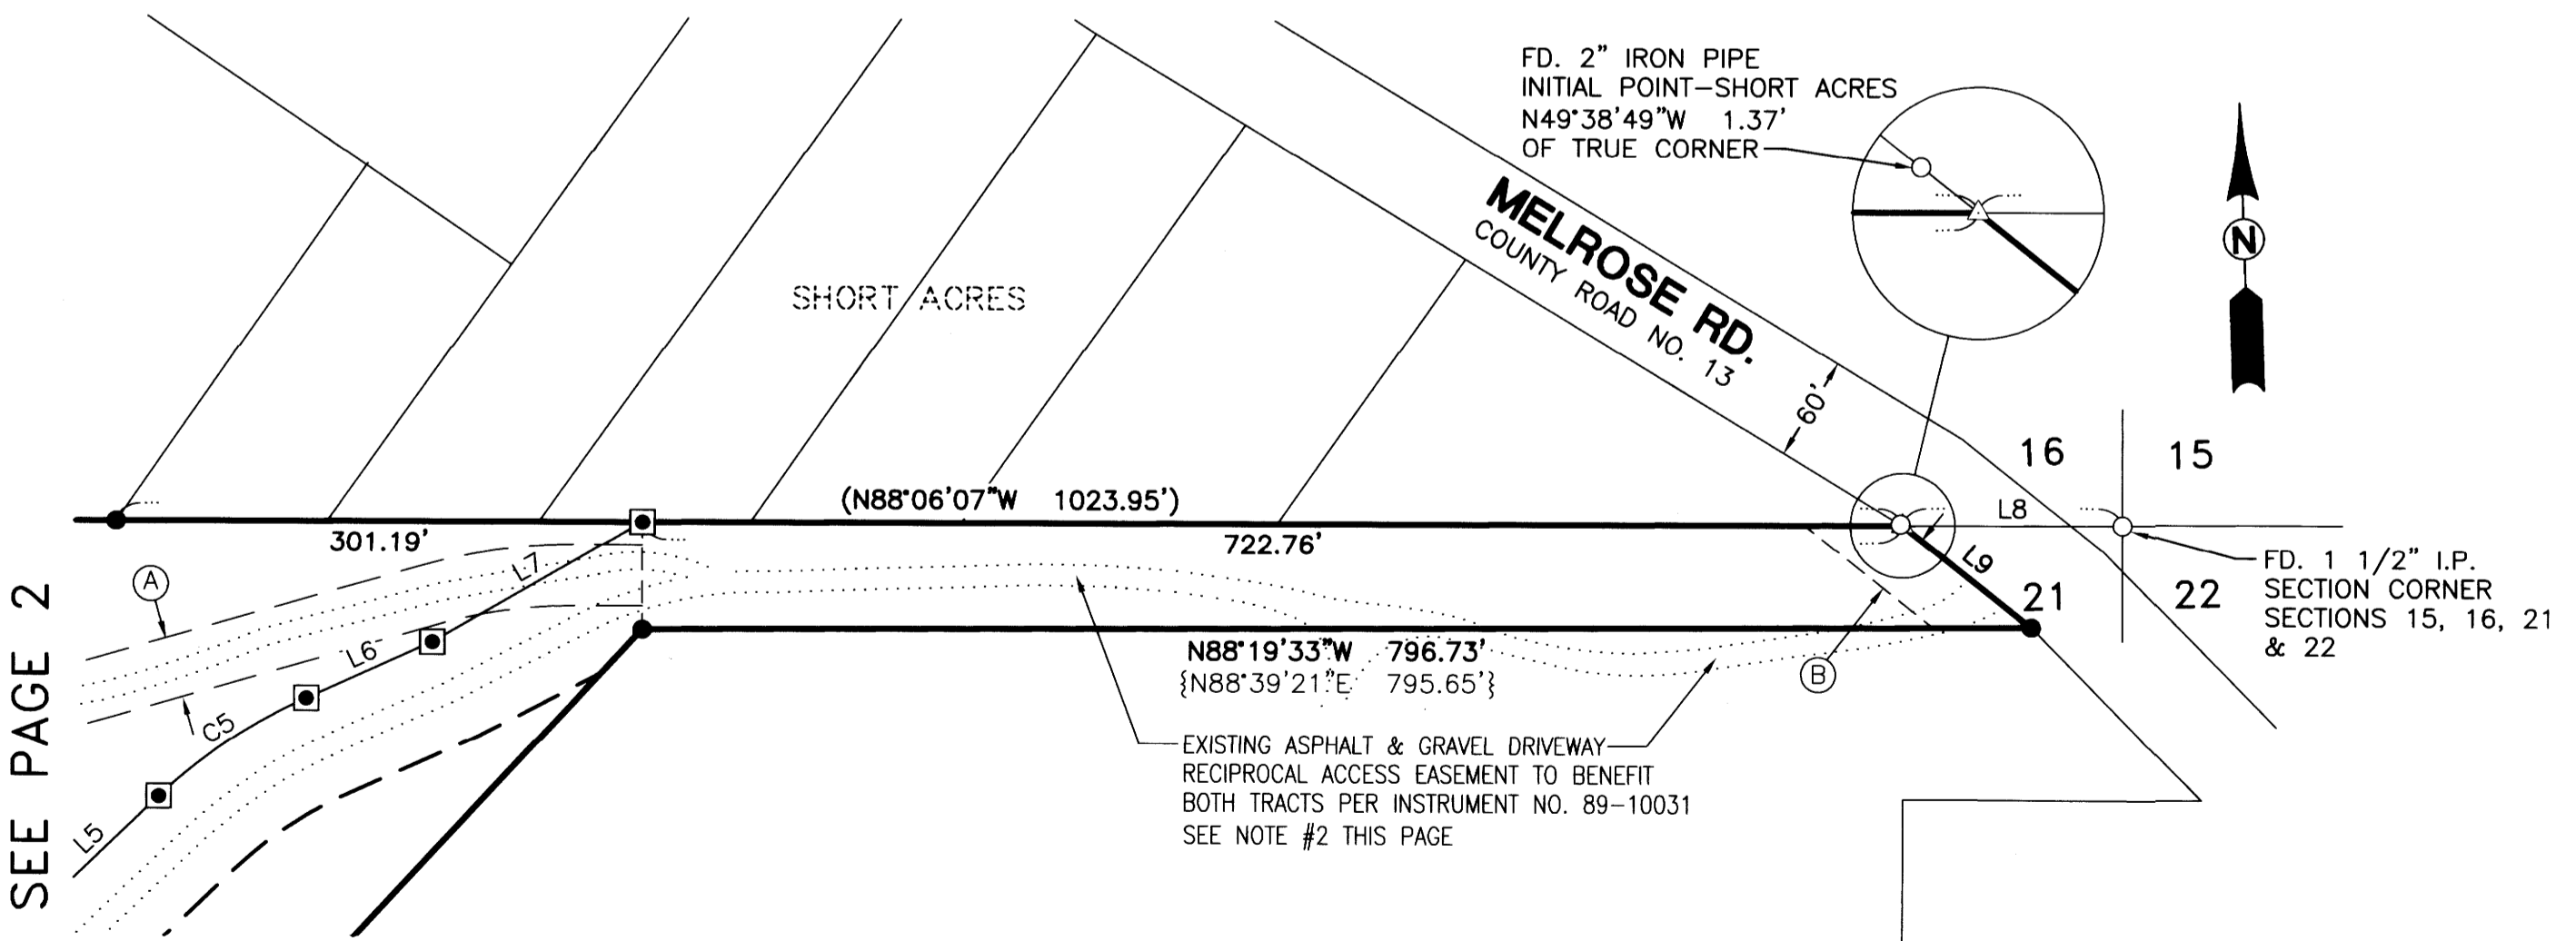 FD. 2" IRON PIPE
INITIAL POINT-SHORT ACRES
N49°38'49"W 1.37'
OF TRUE CORNER
N
MELROSE RD.
COUNTY ROAD NO. 13
60'
SHORT ACRES
16
15
L8
(N88°06'07"W 1023.95')
301.19'
722.76'
L9
21
22
FD. 1 1/2" I.P.
SECTION CORNER
SECTIONS 15, 16, 21
& 22
SEE PAGE 2
A
L7
L6
C5
L5
N88°19'33"W 796.73'
{N88°39'21"E 795.65'}
B
EXISTING ASPHALT & GRAVEL DRIVEWAY
RECIPROCAL ACCESS EASEMENT TO BENEFIT
BOTH TRACTS PER INSTRUMENT NO. 89-10031
SEE NOTE #2 THIS PAGE